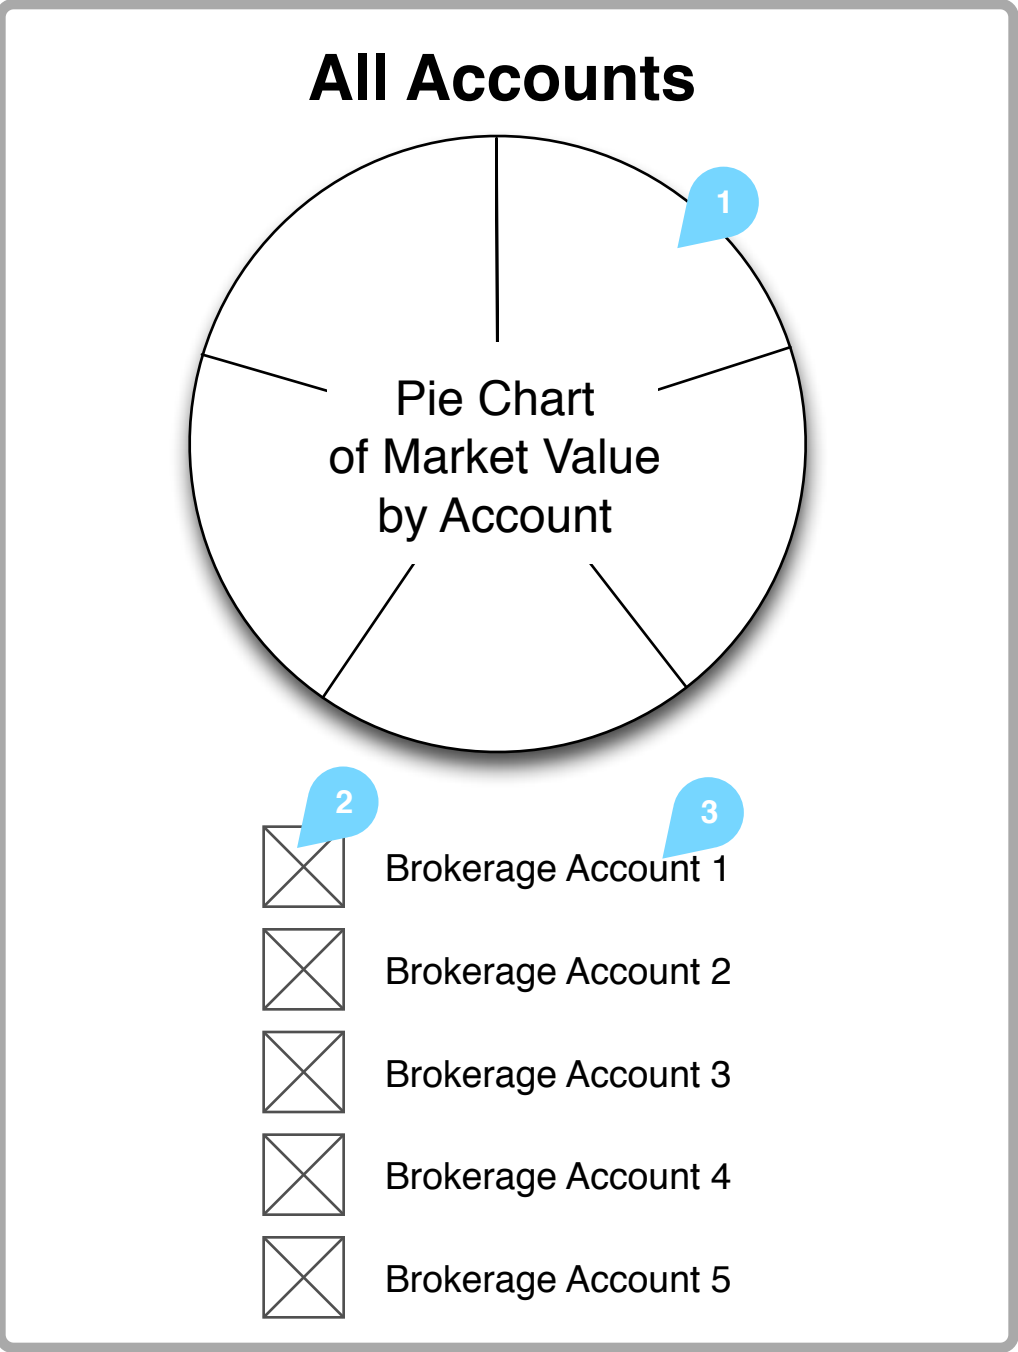 All Accounts
1
Pie Chart
of Market Value
by Account
2
3
Brokerage Account 1
Brokerage Account 2
Brokerage Account 3
Brokerage Account 4
Brokerage Account 5